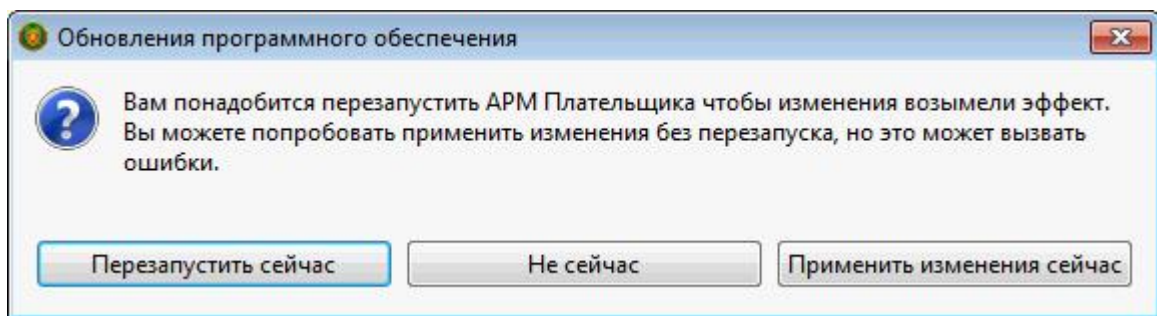 Обновления программного обеспечения
Вам понадобится перезапустить АРМ Плательщика чтобы изменения возымели эффект.
Вы можете попробовать применить изменения без перезапуска, но это может вызвать
ошибки.
Перезапустить сейчас
Не сейчас
Применить изменения сейчас